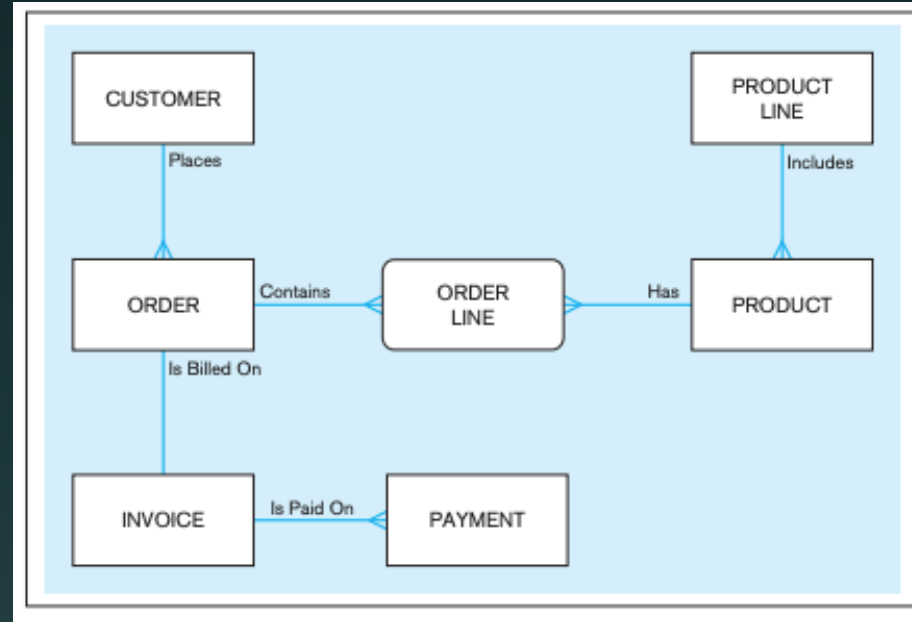 CUSTOMER
PRODUCT
LINE
Places
Includes
ORDER
Contains
ORDER
LINE
Has
PRODUCT
Is Billed On
INVOICE
Is Paid On
PAYMENT